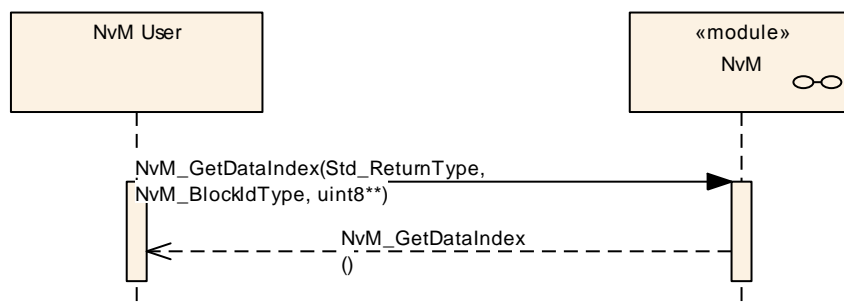 NvM User
«module»
NvM
NvM_GetDataIndex(Std_ReturnType,
NvM_BlockIdType, uint8**)
NvM_GetDataIndex
()